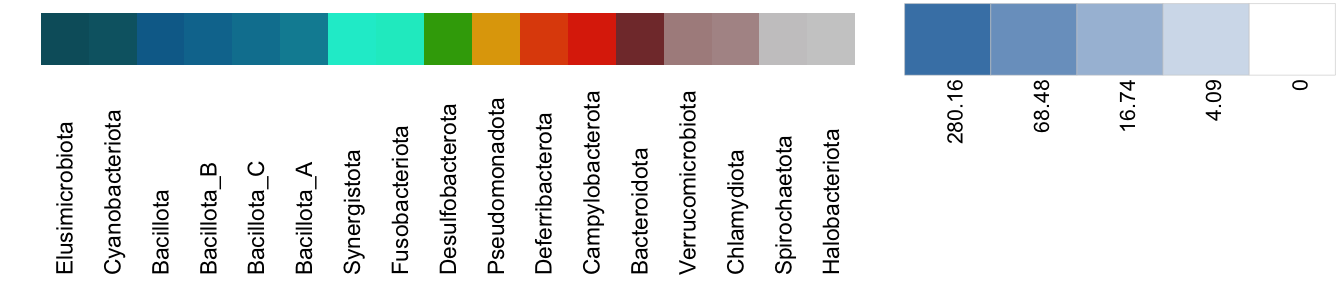 Elusimicrobiota
Cyanobacteriota
Bacillota
Bacillota_B
Bacillota_C
Bacillota_A
Synergistota
Fusobacteriota
Desulfobacterota
Pseudomonadota
Deferribacterota
Campylobacterota
Bacteroidota
Verrucomicrobiota
Chlamydiota
Spirochaetota
Halobacteriota
280.16
68.48
16.74
4.09
0